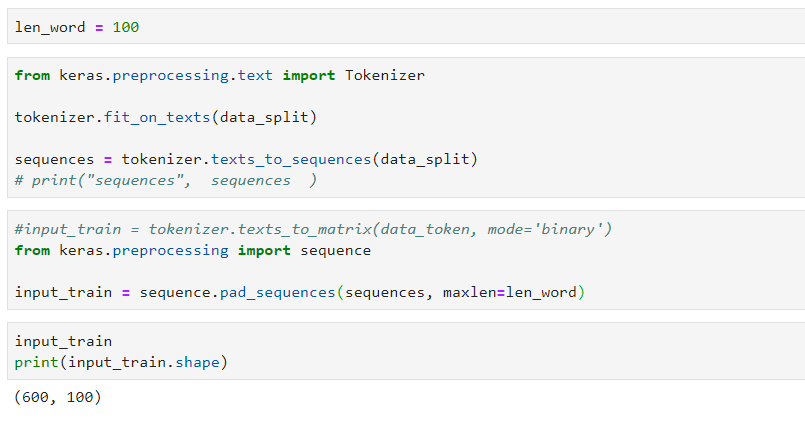 len_word = 100
from keras.preprocessing.text import Tokenizer
tokenizer.fit_on_texts(data_split)
sequences = tokenizer.texts_to_sequences(data_split)
# print("sequences",  sequences  )
#input_train = tokenizer.texts_to_matrix(data_token, mode='binary')
from keras.preprocessing import sequence
input_train = sequence.pad_sequences(sequences, maxlen=len_word)
input_train
print(input_train.shape)
(600, 100)